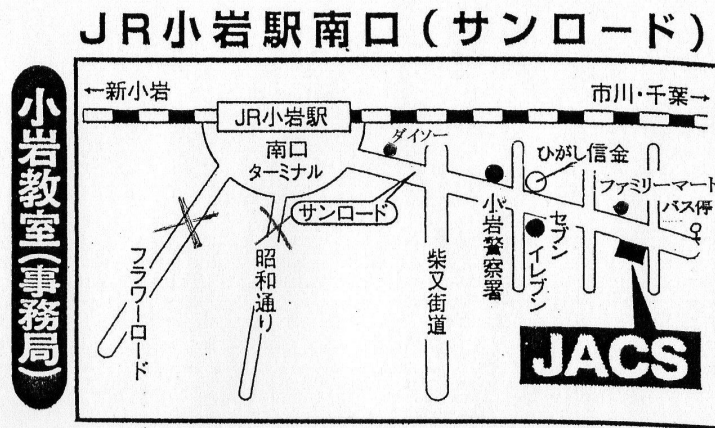 JR小岩駅南口(サンロード)
小岩教室(事務局)
←新小岩
市川・千葉→
JR小岩駅
南口
ターミナル
ダイソー
ひがし信金
ファミリーマート
バス停
サンロード
小岩警察署
セブン
イレブン
フラワーロード
昭和通り
柴又街道
JACS